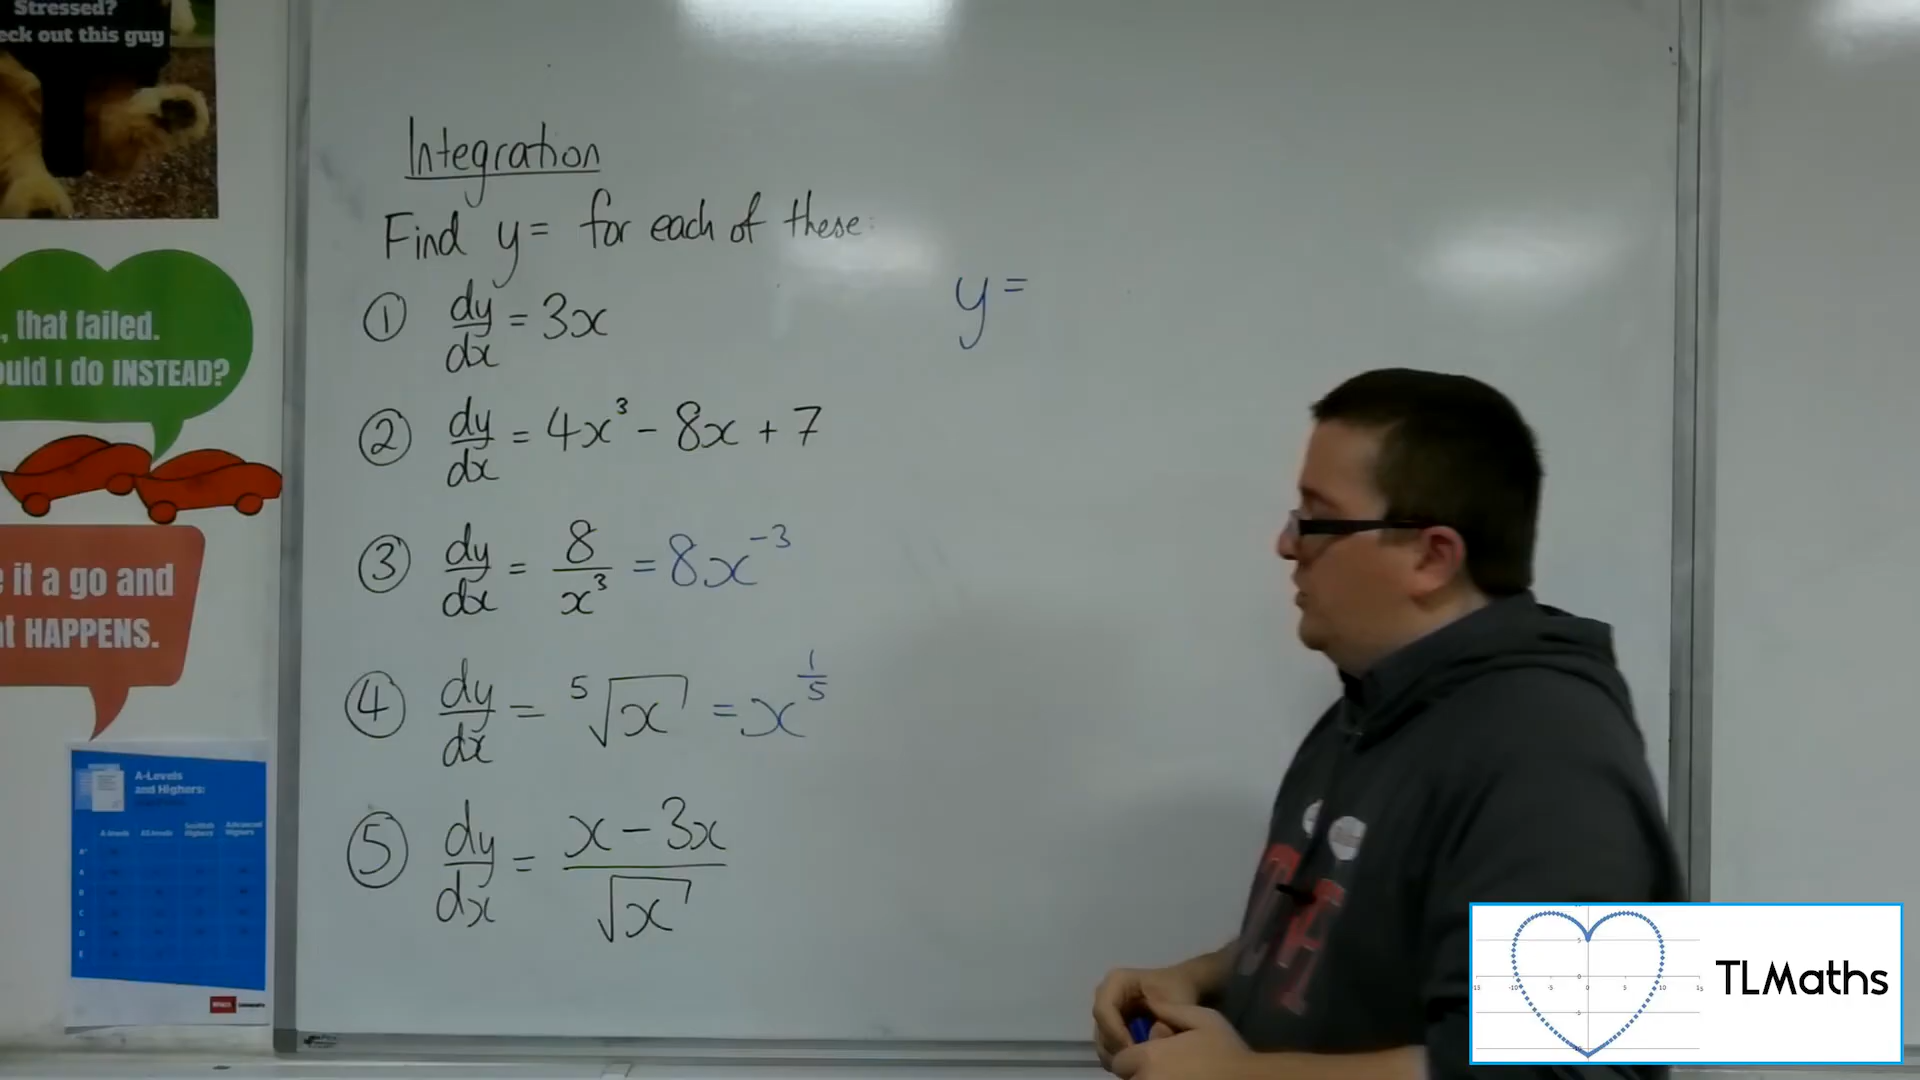 Stressed?
eck out this guy
, that failed.
ould I do INSTEAD?
e it a go and
at HAPPENS.
A-Levels
and Highers:
Integration
Find y = for each of these:
① dy/dx = 3x
y =
② dy/dx = 4x³ - 8x + 7
③ dy/dx = 8/x³ = 8x⁻³
④ dy/dx = ⁵√x = x^(1/5)
⑤ dy/dx = (x - 3x)/√x
TLMaths